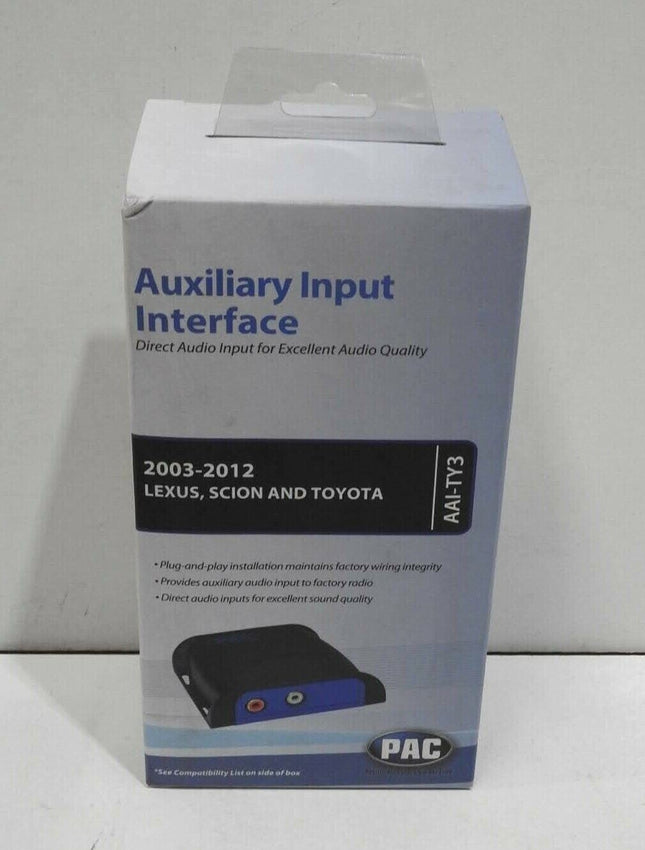 Auxiliary Input
Interface
Direct Audio Input for Excellent Audio Quality
2003-2012
LEXUS, SCION AND TOYOTA
AAI-TY3
• Plug-and-play installation maintains factory wiring integrity
• Provides auxiliary audio input to factory radio
• Direct audio inputs for excellent sound quality
PAC
*See Compatibility List on side of box